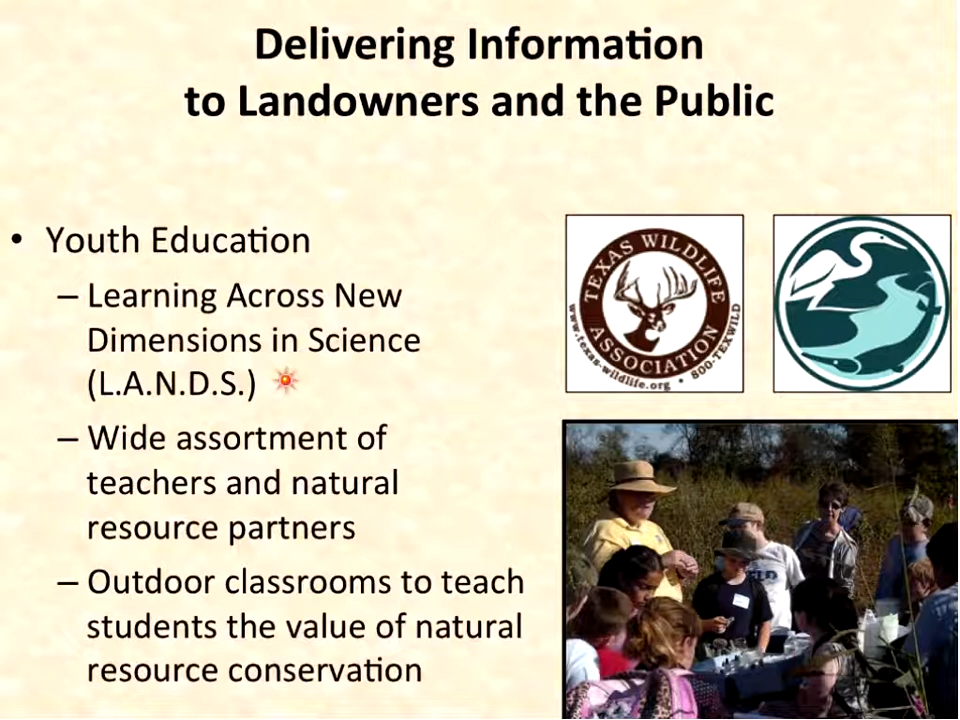 Delivering Information
to Landowners and the Public
• Youth Education
– Learning Across New
Dimensions in Science
(L.A.N.D.S.)
– Wide assortment of
teachers and natural
resource partners
– Outdoor classrooms to teach
students the value of natural
resource conservation
TEXAS WILDLIFE
ASSOCIATION
www.texas-wildlife.org • 800-TEXWILD